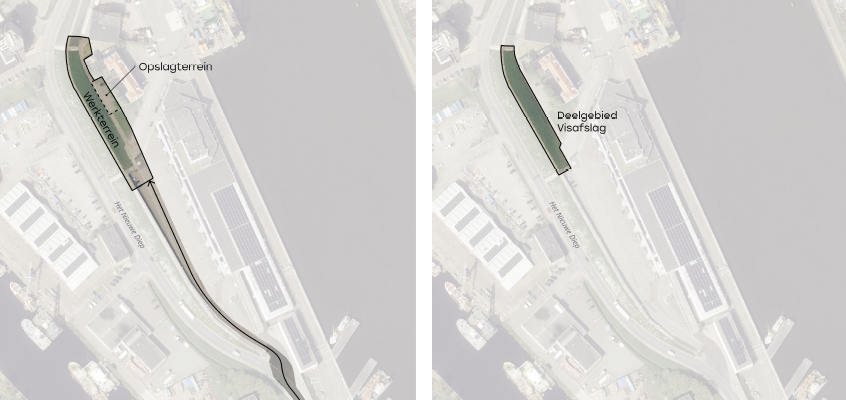 Opslagterrein
Werkterrein
Het Nieuwe Diep
Deelgebied
Visafslag
Het Nieuwe Diep